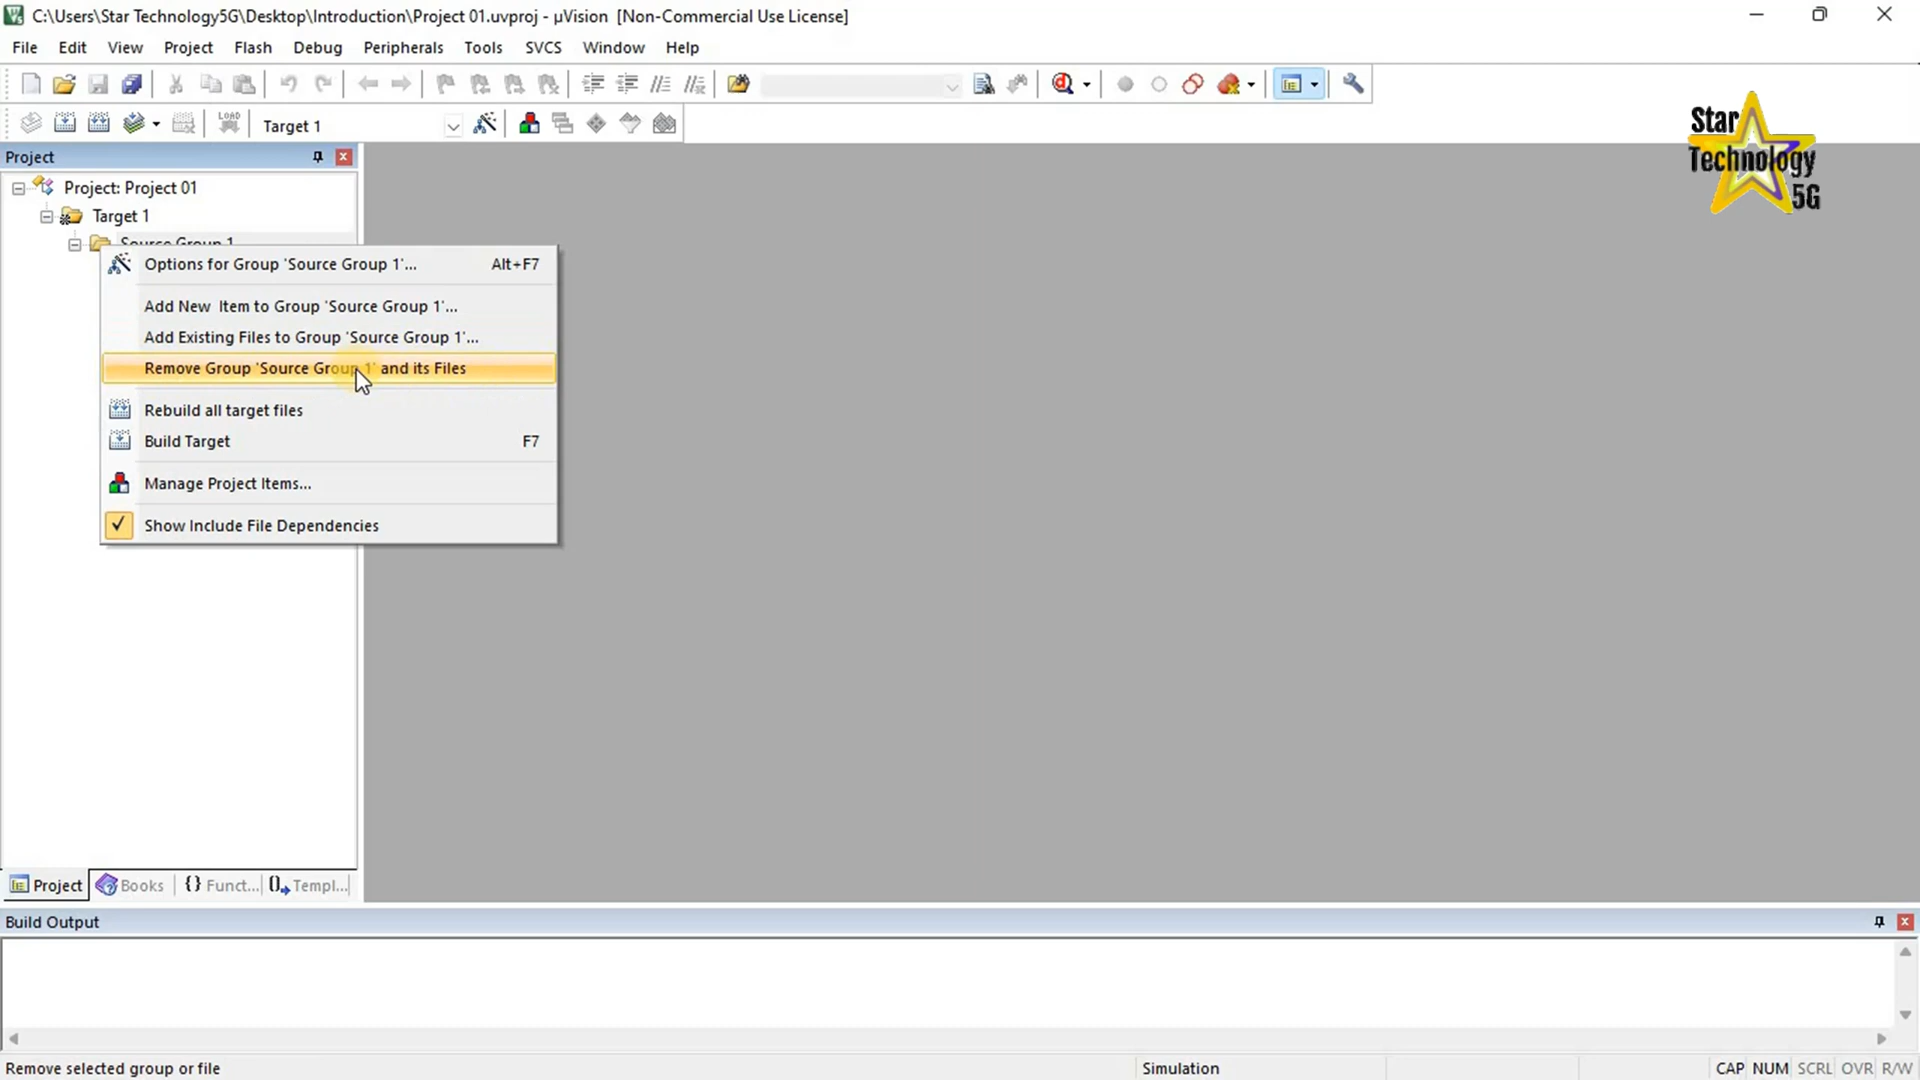 C:\Users\Star Technology5G\Desktop\Introduction\Project 01.uvproj - µVision [Non-Commercial Use License]
File Edit View Project Flash Debug Peripherals Tools SVCS Window Help
LOAD Target 1
Star
Technology
5G
Project
Project: Project 01
Target 1
Source Group 1
Options for Group 'Source Group 1'... Alt+F7
Add New Item to Group 'Source Group 1'...
Add Existing Files to Group 'Source Group 1'...
Remove Group 'Source Group 1' and its Files
Rebuild all target files
Build Target F7
Manage Project Items...
Show Include File Dependencies
Project Books {} Funct... Templ...
Build Output
Remove selected group or file Simulation CAP NUM SCRL OVR R/W